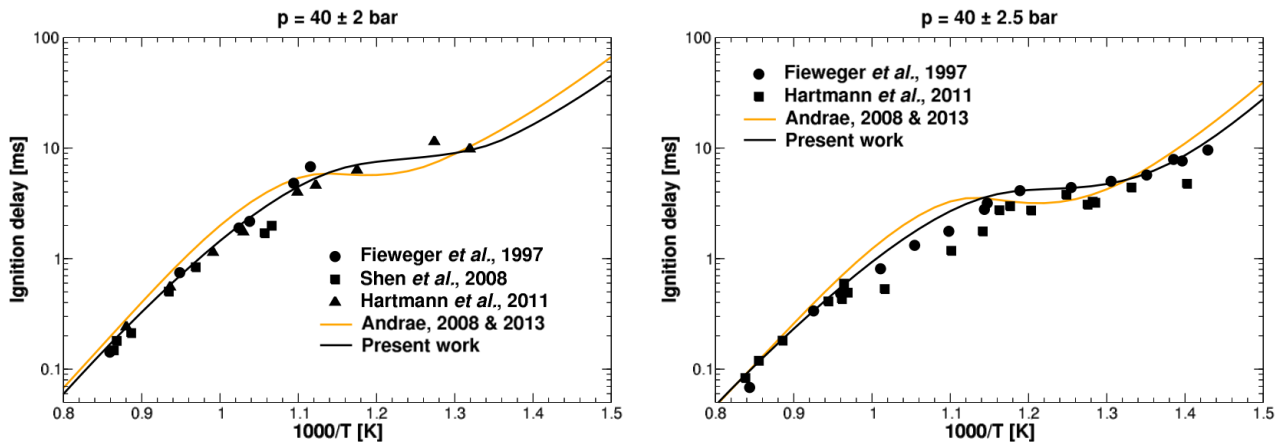 p = 40 ± 2 bar
100
10
1
0.1
Ignition delay [ms]
Fieweger et al., 1997
Shen et al., 2008
Hartmann et al., 2011
Andrae, 2008 & 2013
Present work
0.8 0.9 1 1.1 1.2 1.3 1.4 1.5
1000/T [K]
p = 40 ± 2.5 bar
100
10
1
0.1
Ignition delay [ms]
Fieweger et al., 1997
Hartmann et al., 2011
Andrae, 2008 & 2013
Present work
0.8 0.9 1 1.1 1.2 1.3 1.4 1.5
1000/T [K]